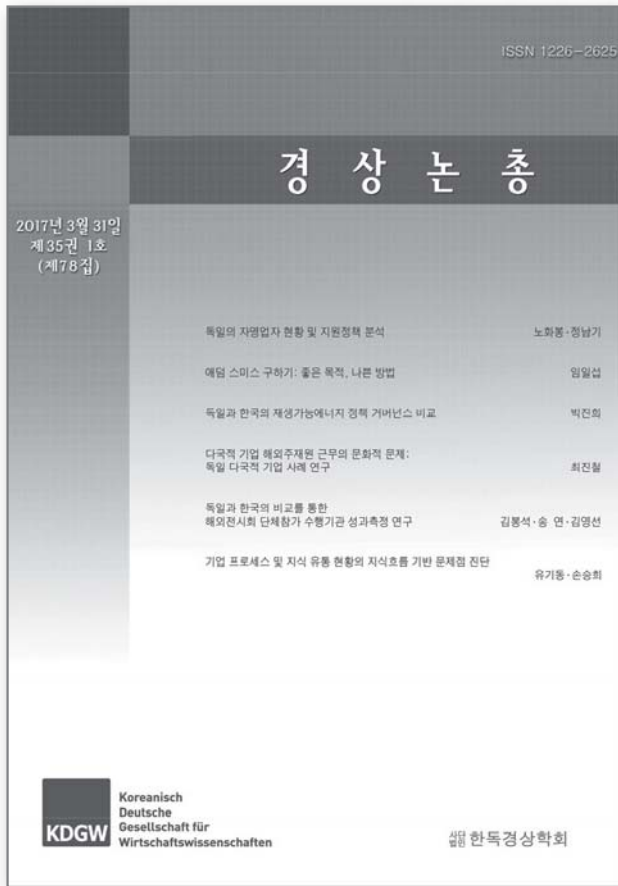 ISSN 1226-2625
경 상 논 총
2017년 3월 31일
제35권 1호
(제78집)
독일의 자영업자 현황 및 지원정책 분석 노화봉·정남기
애덤 스미스 구하기: 좋은 목적, 나쁜 방법 임일섭
독일과 한국의 재생가능에너지 정책 거버넌스 비교 박진희
다국적 기업 해외주재원 근무의 문화적 문제:
독일 다국적 기업 사례 연구 최진철
독일과 한국의 비교를 통한
해외전시회 단체참가 수행기관 성과측정 연구 김봉석·송 연·김영선
기업 프로세스 및 지식 유통 현황의 지식흐름 기반 문제점 진단
유기동·손승희
KDGW
Koreanisch
Deutsche
Gesellschaft für
Wirtschaftswissenschaften
사단법인 한독경상학회